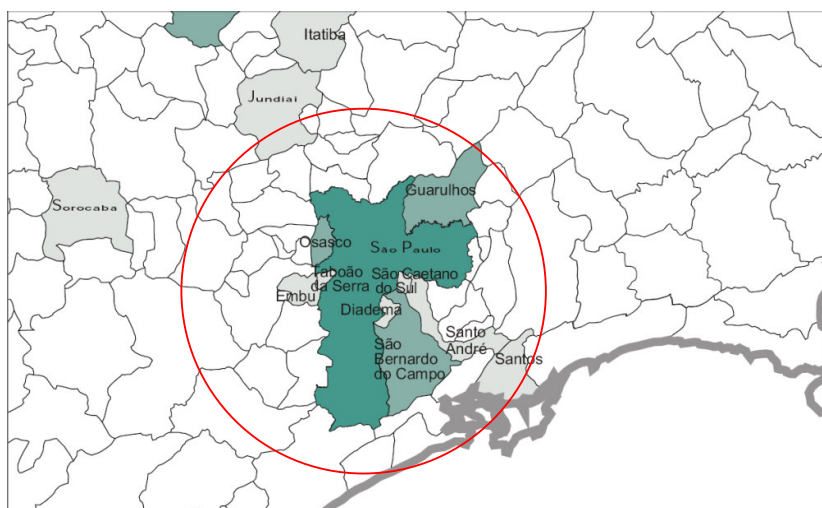 Itatiba
Jundiaí
Sorocaba
Guarulhos
Osasco
São Paulo
Taboão
da Serra
São Caetano
do Sul
Embu
Diadema
Santo
André
São
Bernardo
do Campo
Santos